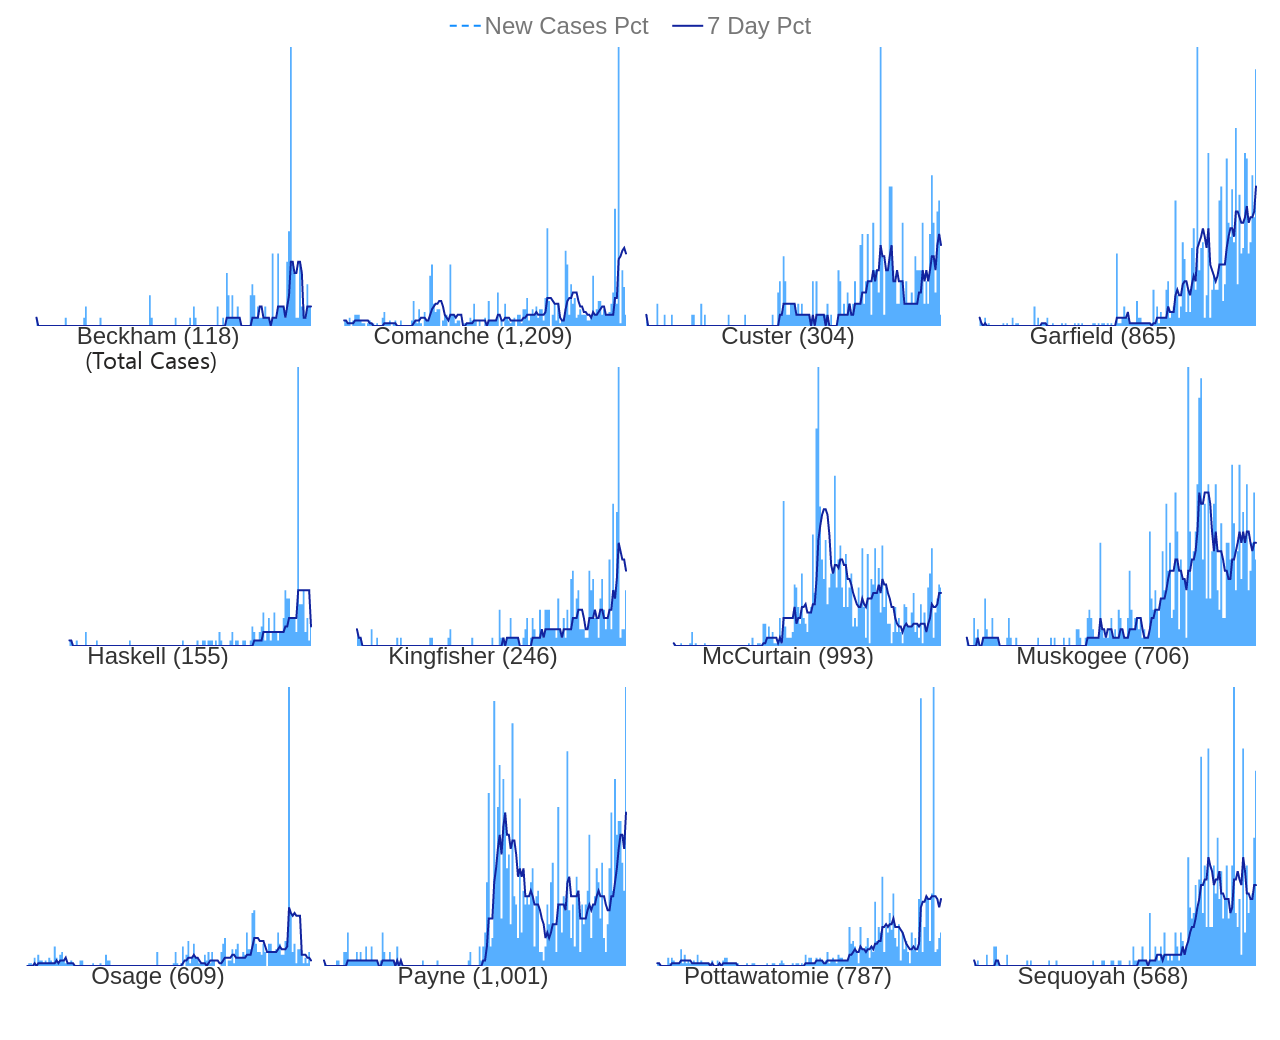 New Cases Pct 7 Day Pct
Beckham (118) Comanche (1,209) Custer (304) Garfield (865)
(Total Cases)
Haskell (155) Kingfisher (246) McCurtain (993) Muskogee (706)
Osage (609) Payne (1,001) Pottawatomie (787) Sequoyah (568)